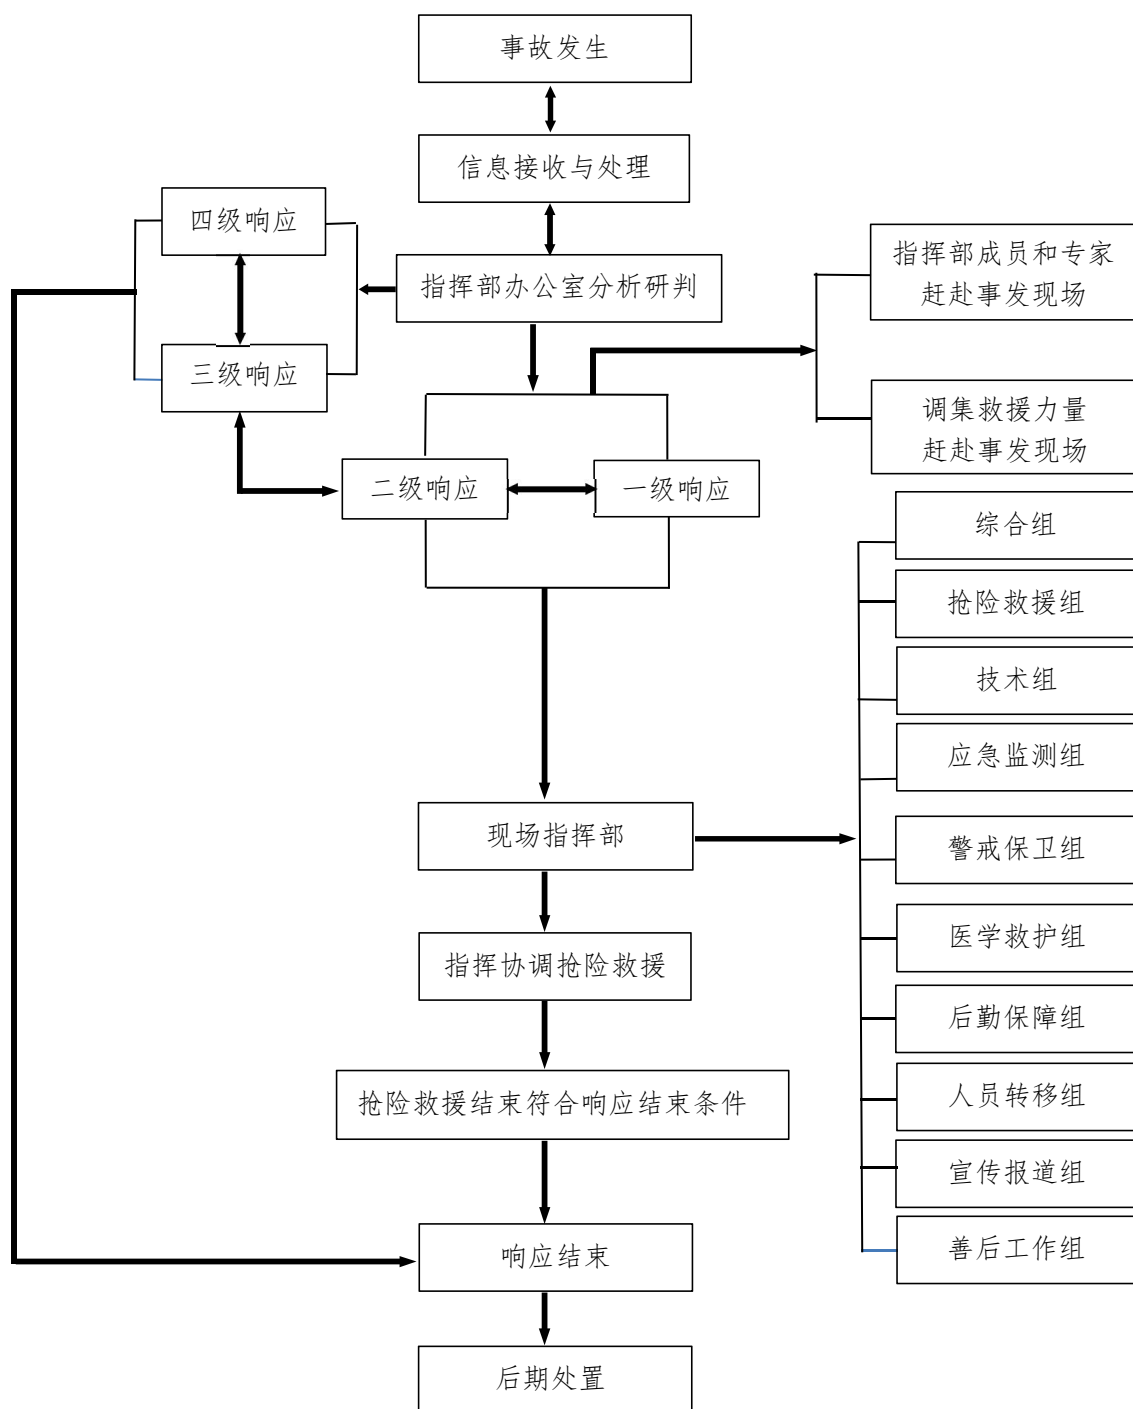 事故发生
信息接收与处理
四级响应
指挥部办公室分析研判
指挥部成员和专家
赶赴事发现场
三级响应
调集救援力量
赶赴事发现场
二级响应
一级响应
综合组
抢险救援组
技术组
应急监测组
现场指挥部
警戒保卫组
医学救护组
指挥协调抢险救援
后勤保障组
人员转移组
抢险救援结束符合响应结束条件
宣传报道组
善后工作组
响应结束
后期处置